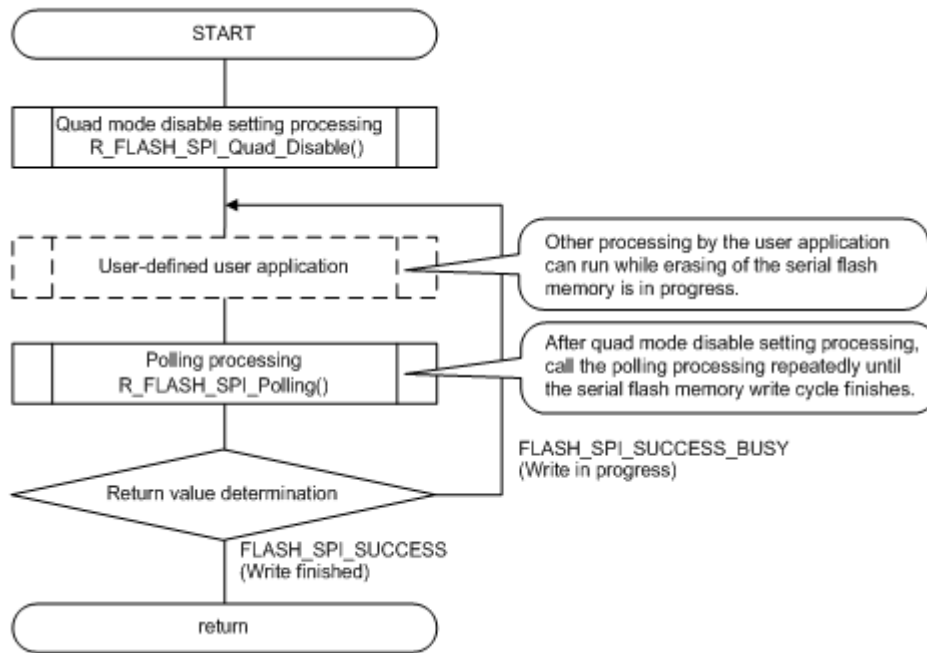 START
Quad mode disable setting processing
R_FLASH_SPI_Quad_Disable()
User-defined user application
Other processing by the user application
can run while erasing of the serial flash
memory is in progress.
Polling processing
R_FLASH_SPI_Polling()
After quad mode disable setting processing,
call the polling processing repeatedly until
the serial flash memory write cycle finishes.
FLASH_SPI_SUCCESS_BUSY
(Write in progress)
Return value determination
FLASH_SPI_SUCCESS
(Write finished)
return